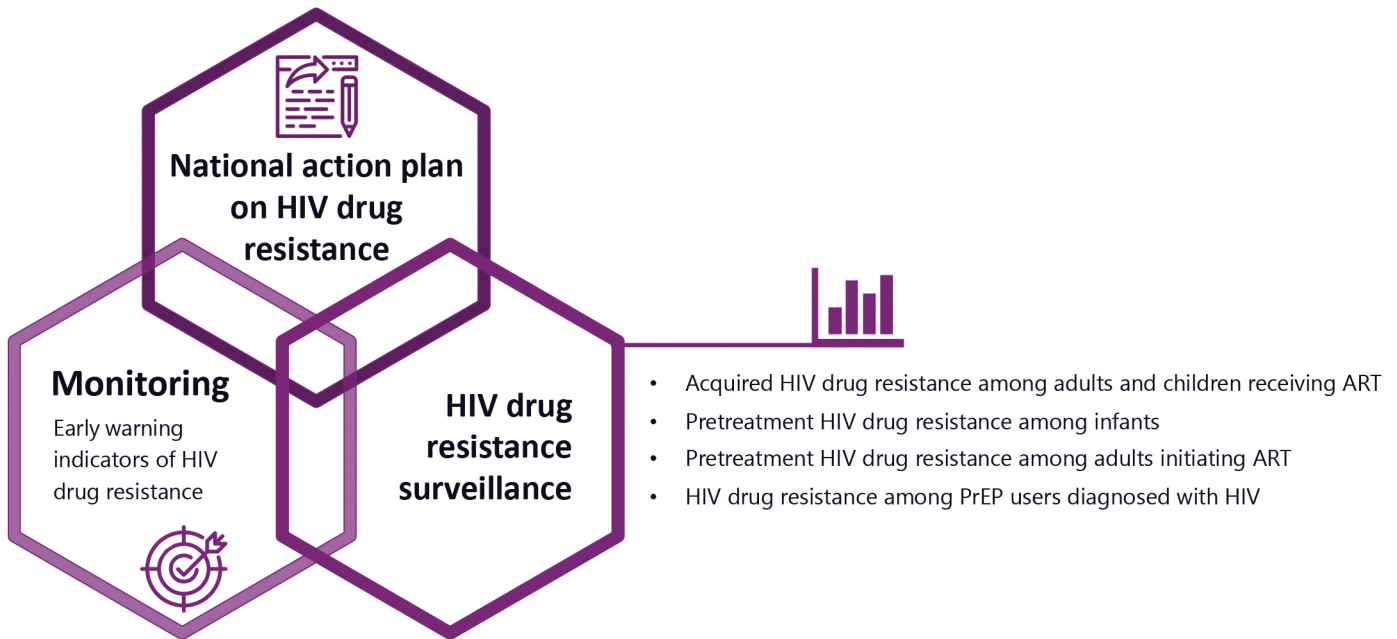 National action plan
on HIV drug
resistance
Monitoring
Early warning
indicators of HIV
drug resistance
HIV drug
resistance
surveillance
• Acquired HIV drug resistance among adults and children receiving ART
• Pretreatment HIV drug resistance among infants
• Pretreatment HIV drug resistance among adults initiating ART
• HIV drug resistance among PrEP users diagnosed with HIV